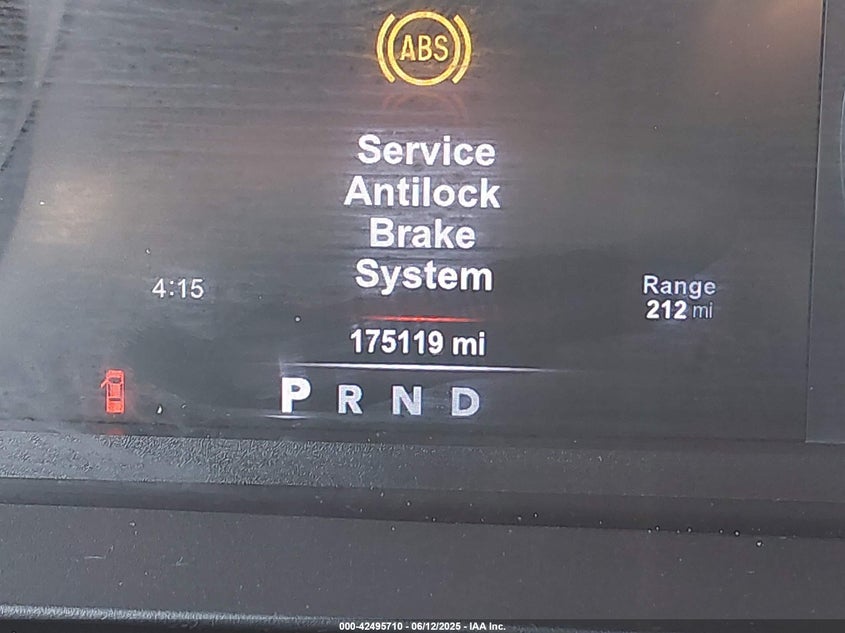 ABS
Service
Antilock
Brake
System
4:15
Range
212 mi
175119 mi
P R N D
000-42495710 - 06/12/2025 - IAA Inc.